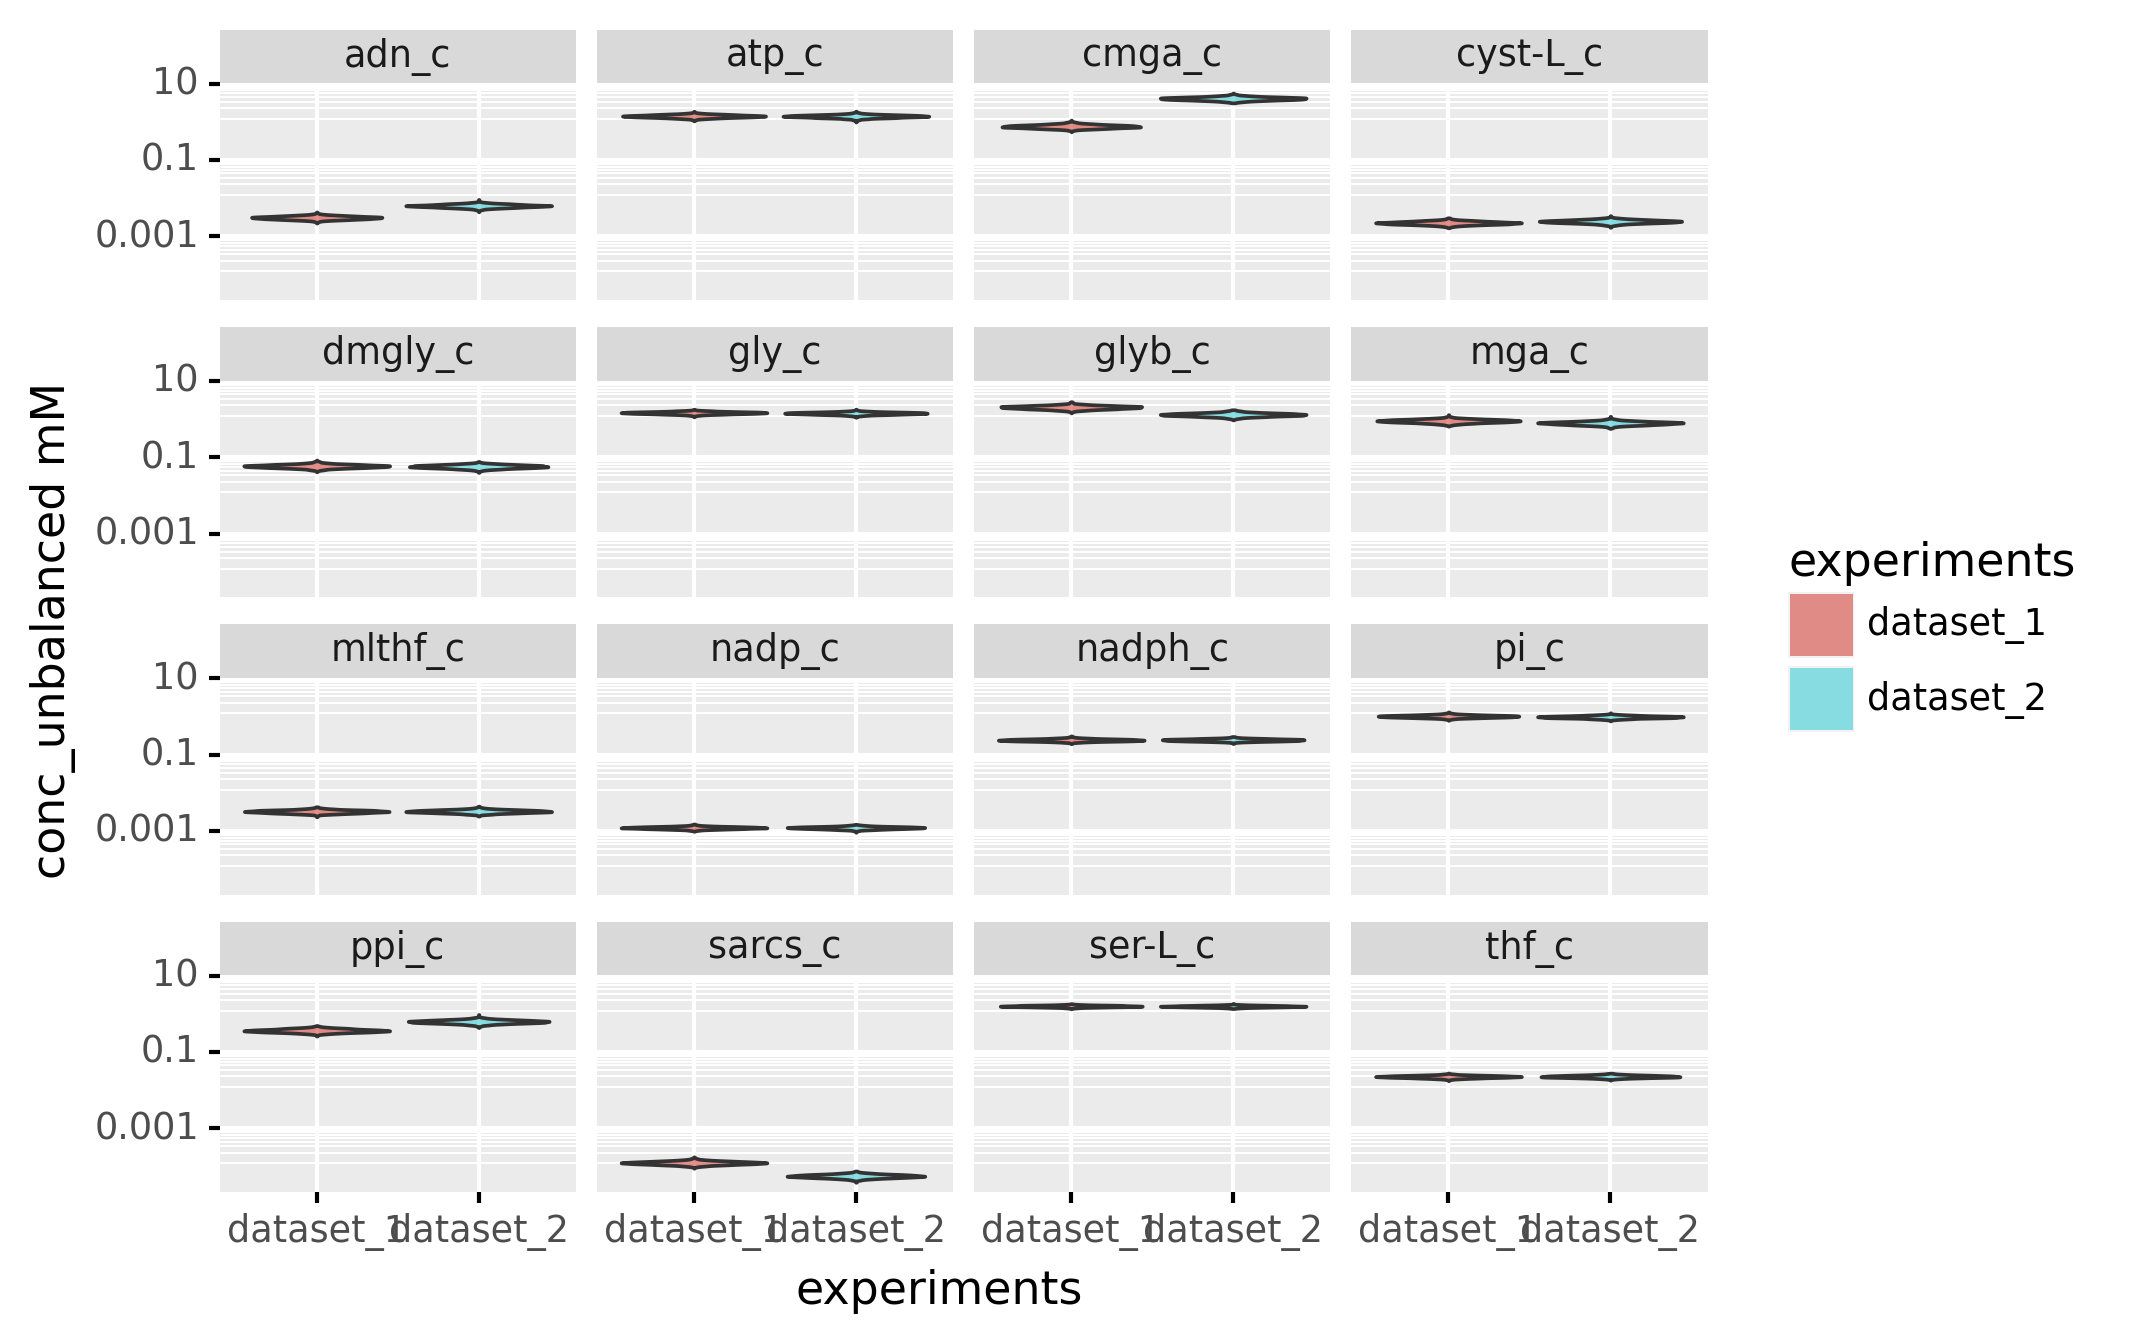 adn_c atp_c cmga_c cyst-L_c
10
0.1
0.001
dmgly_c gly_c glyb_c mga_c
10
0.1
0.001
mlthf_c nadp_c nadph_c pi_c
10
0.1
0.001
ppi_c sarcs_c ser-L_c thf_c
10
0.1
0.001
dataset_1 dataset_2 dataset_1 dataset_2 dataset_1 dataset_2 dataset_1 dataset_2
experiments
conc_unbalanced mM
experiments
dataset_1
dataset_2